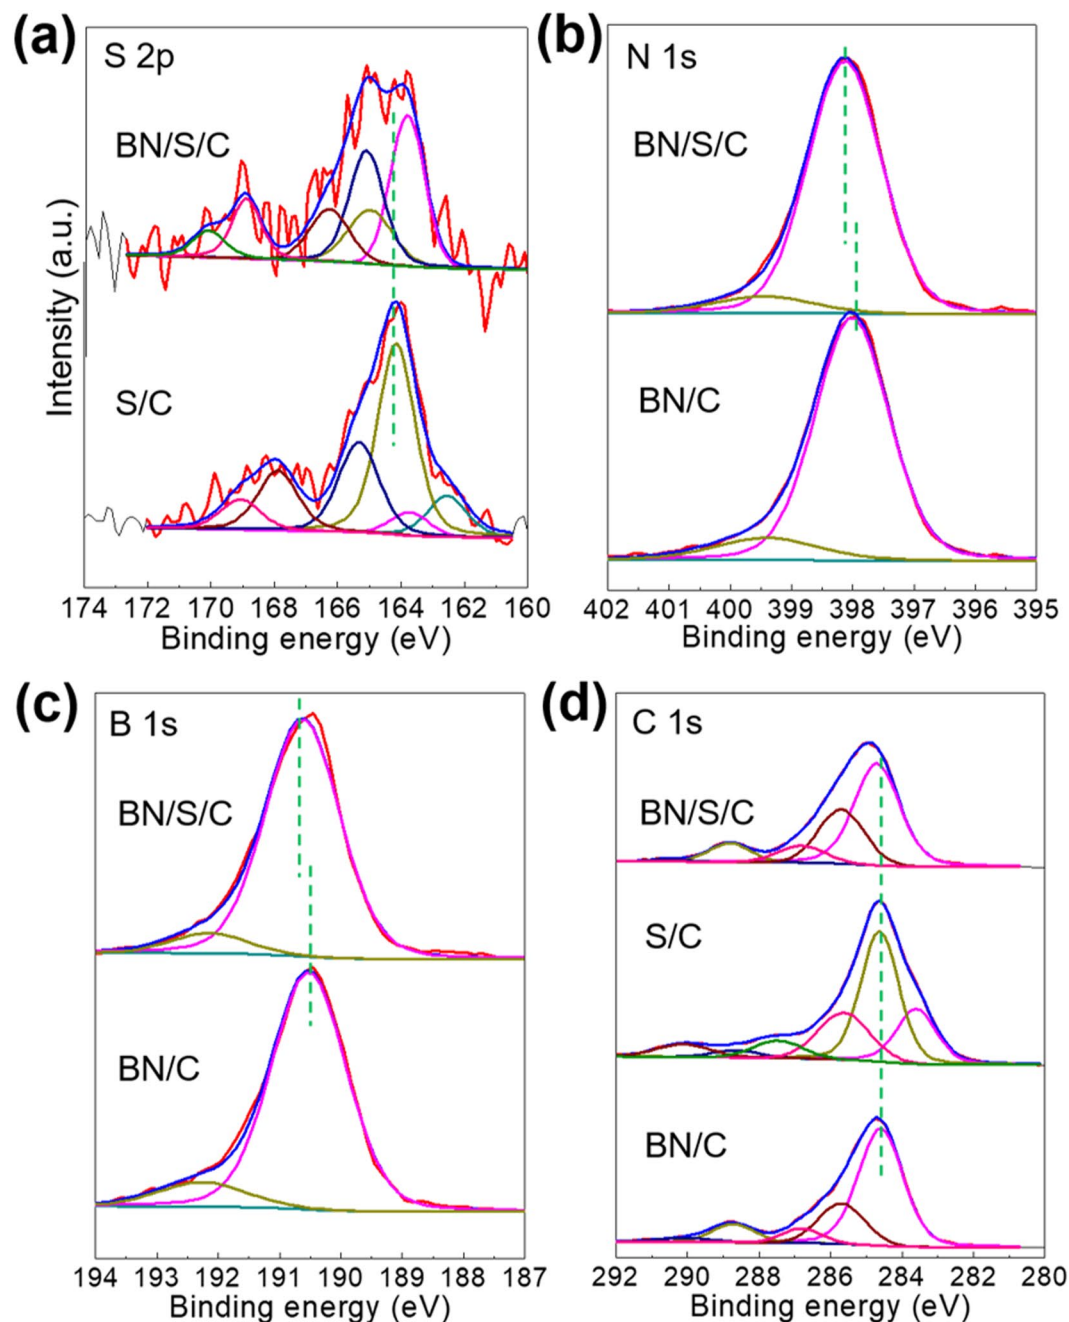 (a)
S 2p
BN/S/C
S/C
Intensity (a.u.)
174 172 170 168 166 164 162 160
Binding energy (eV)
(b)
N 1s
BN/S/C
BN/C
402 401 400 399 398 397 396 395
Binding energy (eV)
(c)
B 1s
BN/S/C
BN/C
194 193 192 191 190 189 188 187
Binding energy (eV)
(d)
C 1s
BN/S/C
S/C
BN/C
292 290 288 286 284 282 280
Binding energy (eV)